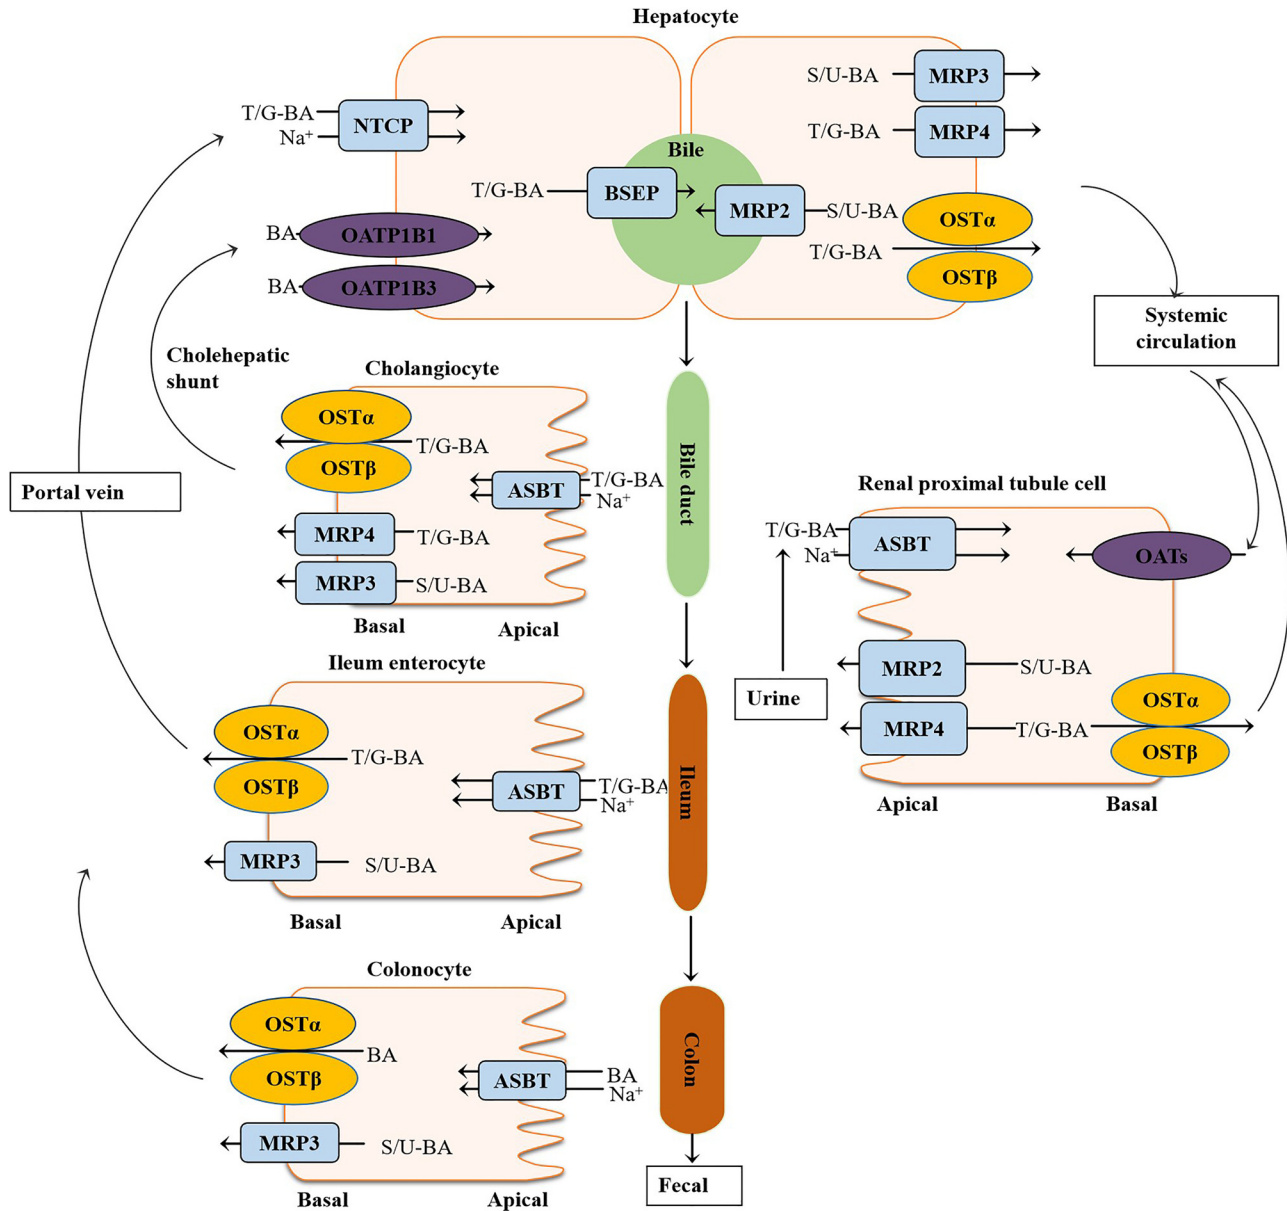 Hepatocyte
T/G-BA
Na⁺
NTCP
BA
OATP1B1
BA
OATP1B3
T/G-BA
BSEP
Bile
MRP2
S/U-BA
S/U-BA
MRP3
T/G-BA
MRP4
OSTα
T/G-BA
OSTβ
Systemic
circulation
Cholehepatic
shunt
Portal vein
Cholangiocyte
OSTα
T/G-BA
OSTβ
ASBT
T/G-BA
Na⁺
MRP4
T/G-BA
MRP3
S/U-BA
Basal
Apical
Bile duct
Renal proximal tubule cell
T/G-BA
Na⁺
ASBT
OATs
MRP2
S/U-BA
Urine
MRP4
T/G-BA
OSTα
OSTβ
Apical
Basal
Ileum enterocyte
OSTα
T/G-BA
OSTβ
ASBT
T/G-BA
Na⁺
MRP3
S/U-BA
Basal
Apical
Ileum
Colonocyte
OSTα
BA
OSTβ
ASBT
BA
Na⁺
MRP3
S/U-BA
Basal
Apical
Colon
Fecal